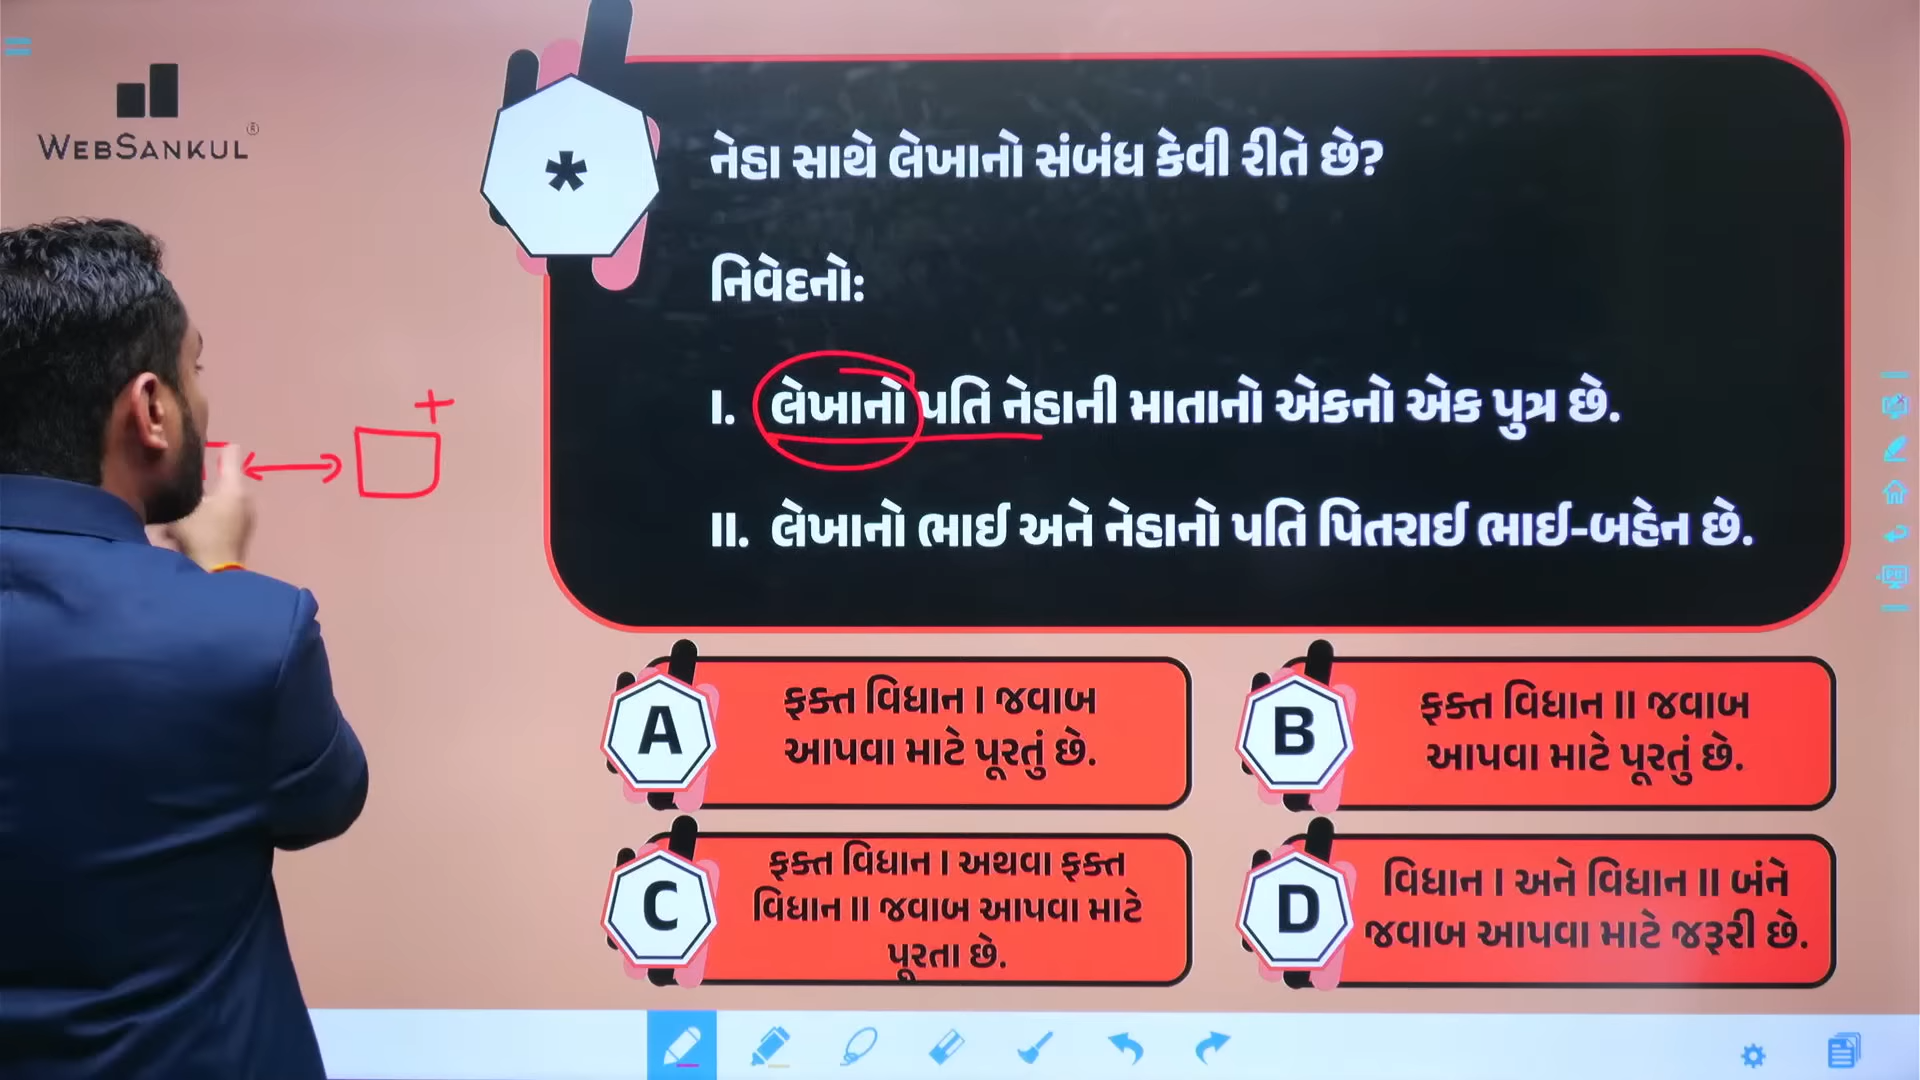 WEBSANKUL®
*
નેહા સાથે લેખાનો સંબંધ કેવી રીતે છે?
નિવેદનો:
I. લેખાનો પતિ નેહાની માતાનો એકનો એક પુત્ર છે.
II. લેખાનો ભાઈ અને નેહાનો પતિ પિતરાઈ ભાઈ-બહેન છે.
A
ફક્ત વિધાન I જવાબ
આપવા માટે પૂરતું છે.
B
ફક્ત વિધાન II જવાબ
આપવા માટે પૂરતું છે.
C
ફક્ત વિધાન I અથવા ફક્ત
વિધાન II જવાબ આપવા માટે
પૂરતા છે.
D
વિધાન I અને વિધાન II બંને
જવાબ આપવા માટે જરૂરી છે.
+